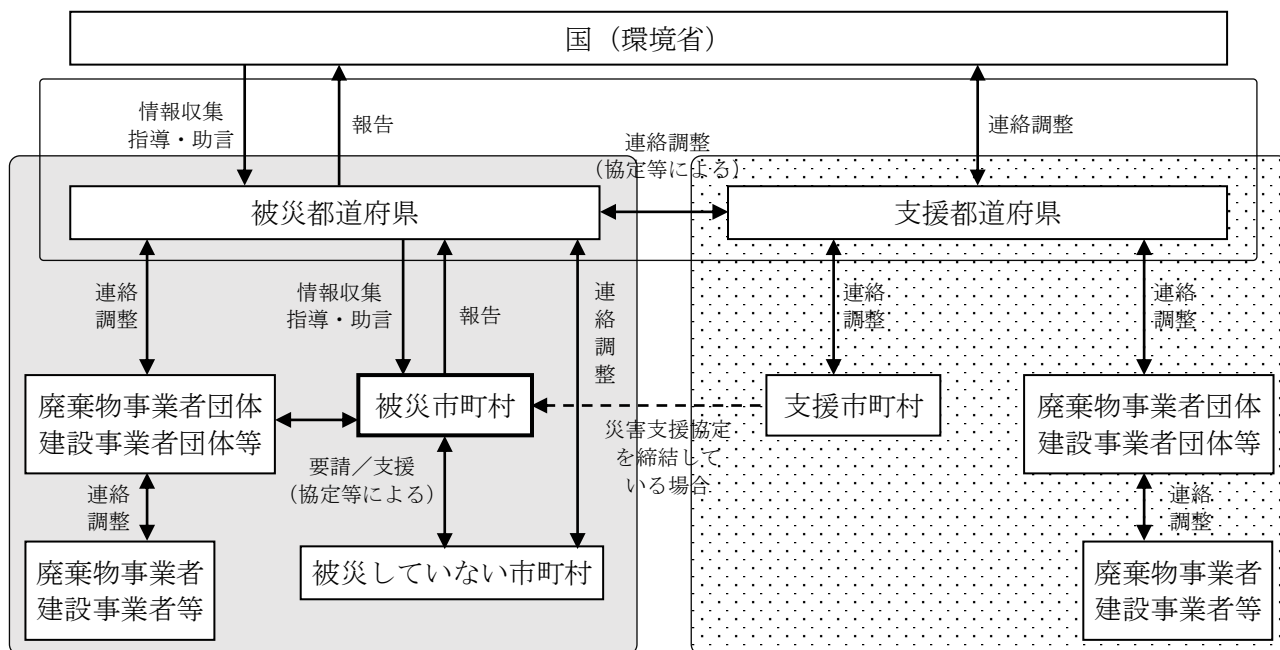 国（環境省）
情報収集
指導・助言
報告
連絡調整
（協定等による）
連絡調整
被災都道府県
支援都道府県
連絡
調整
情報収集
指導・助言
報告
連
絡
調
整
連絡
調整
連絡
調整
廃棄物事業者団体
建設事業者団体等
被災市町村
支援市町村
廃棄物事業者団体
建設事業者団体等
災害支援協定
を締結して
いる場合
要請／支援
（協定等による）
連絡
調整
連絡
調整
廃棄物事業者
建設事業者等
被災していない市町村
廃棄物事業者
建設事業者等